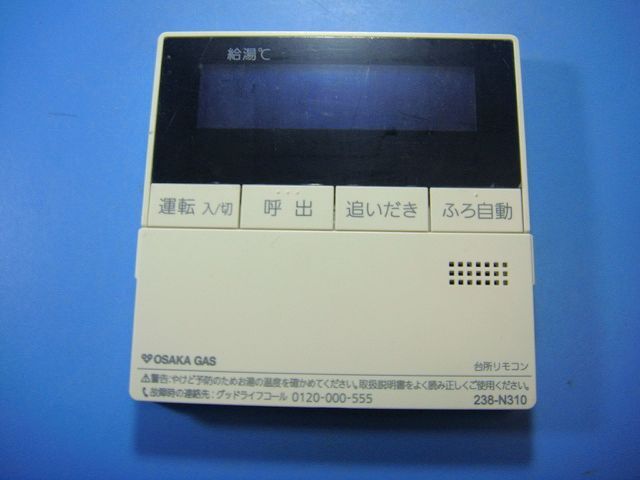 給湯℃
運転 入/切 呼出 追いだき ふろ自動
OSAKA GAS
台所リモコン
⚠警告:やけど予防のためお湯の温度を確かめてください。取扱説明書をよく読み正しくご使用ください。
故障時の連絡先:グッドライフコール 0120-000-555
238-N310